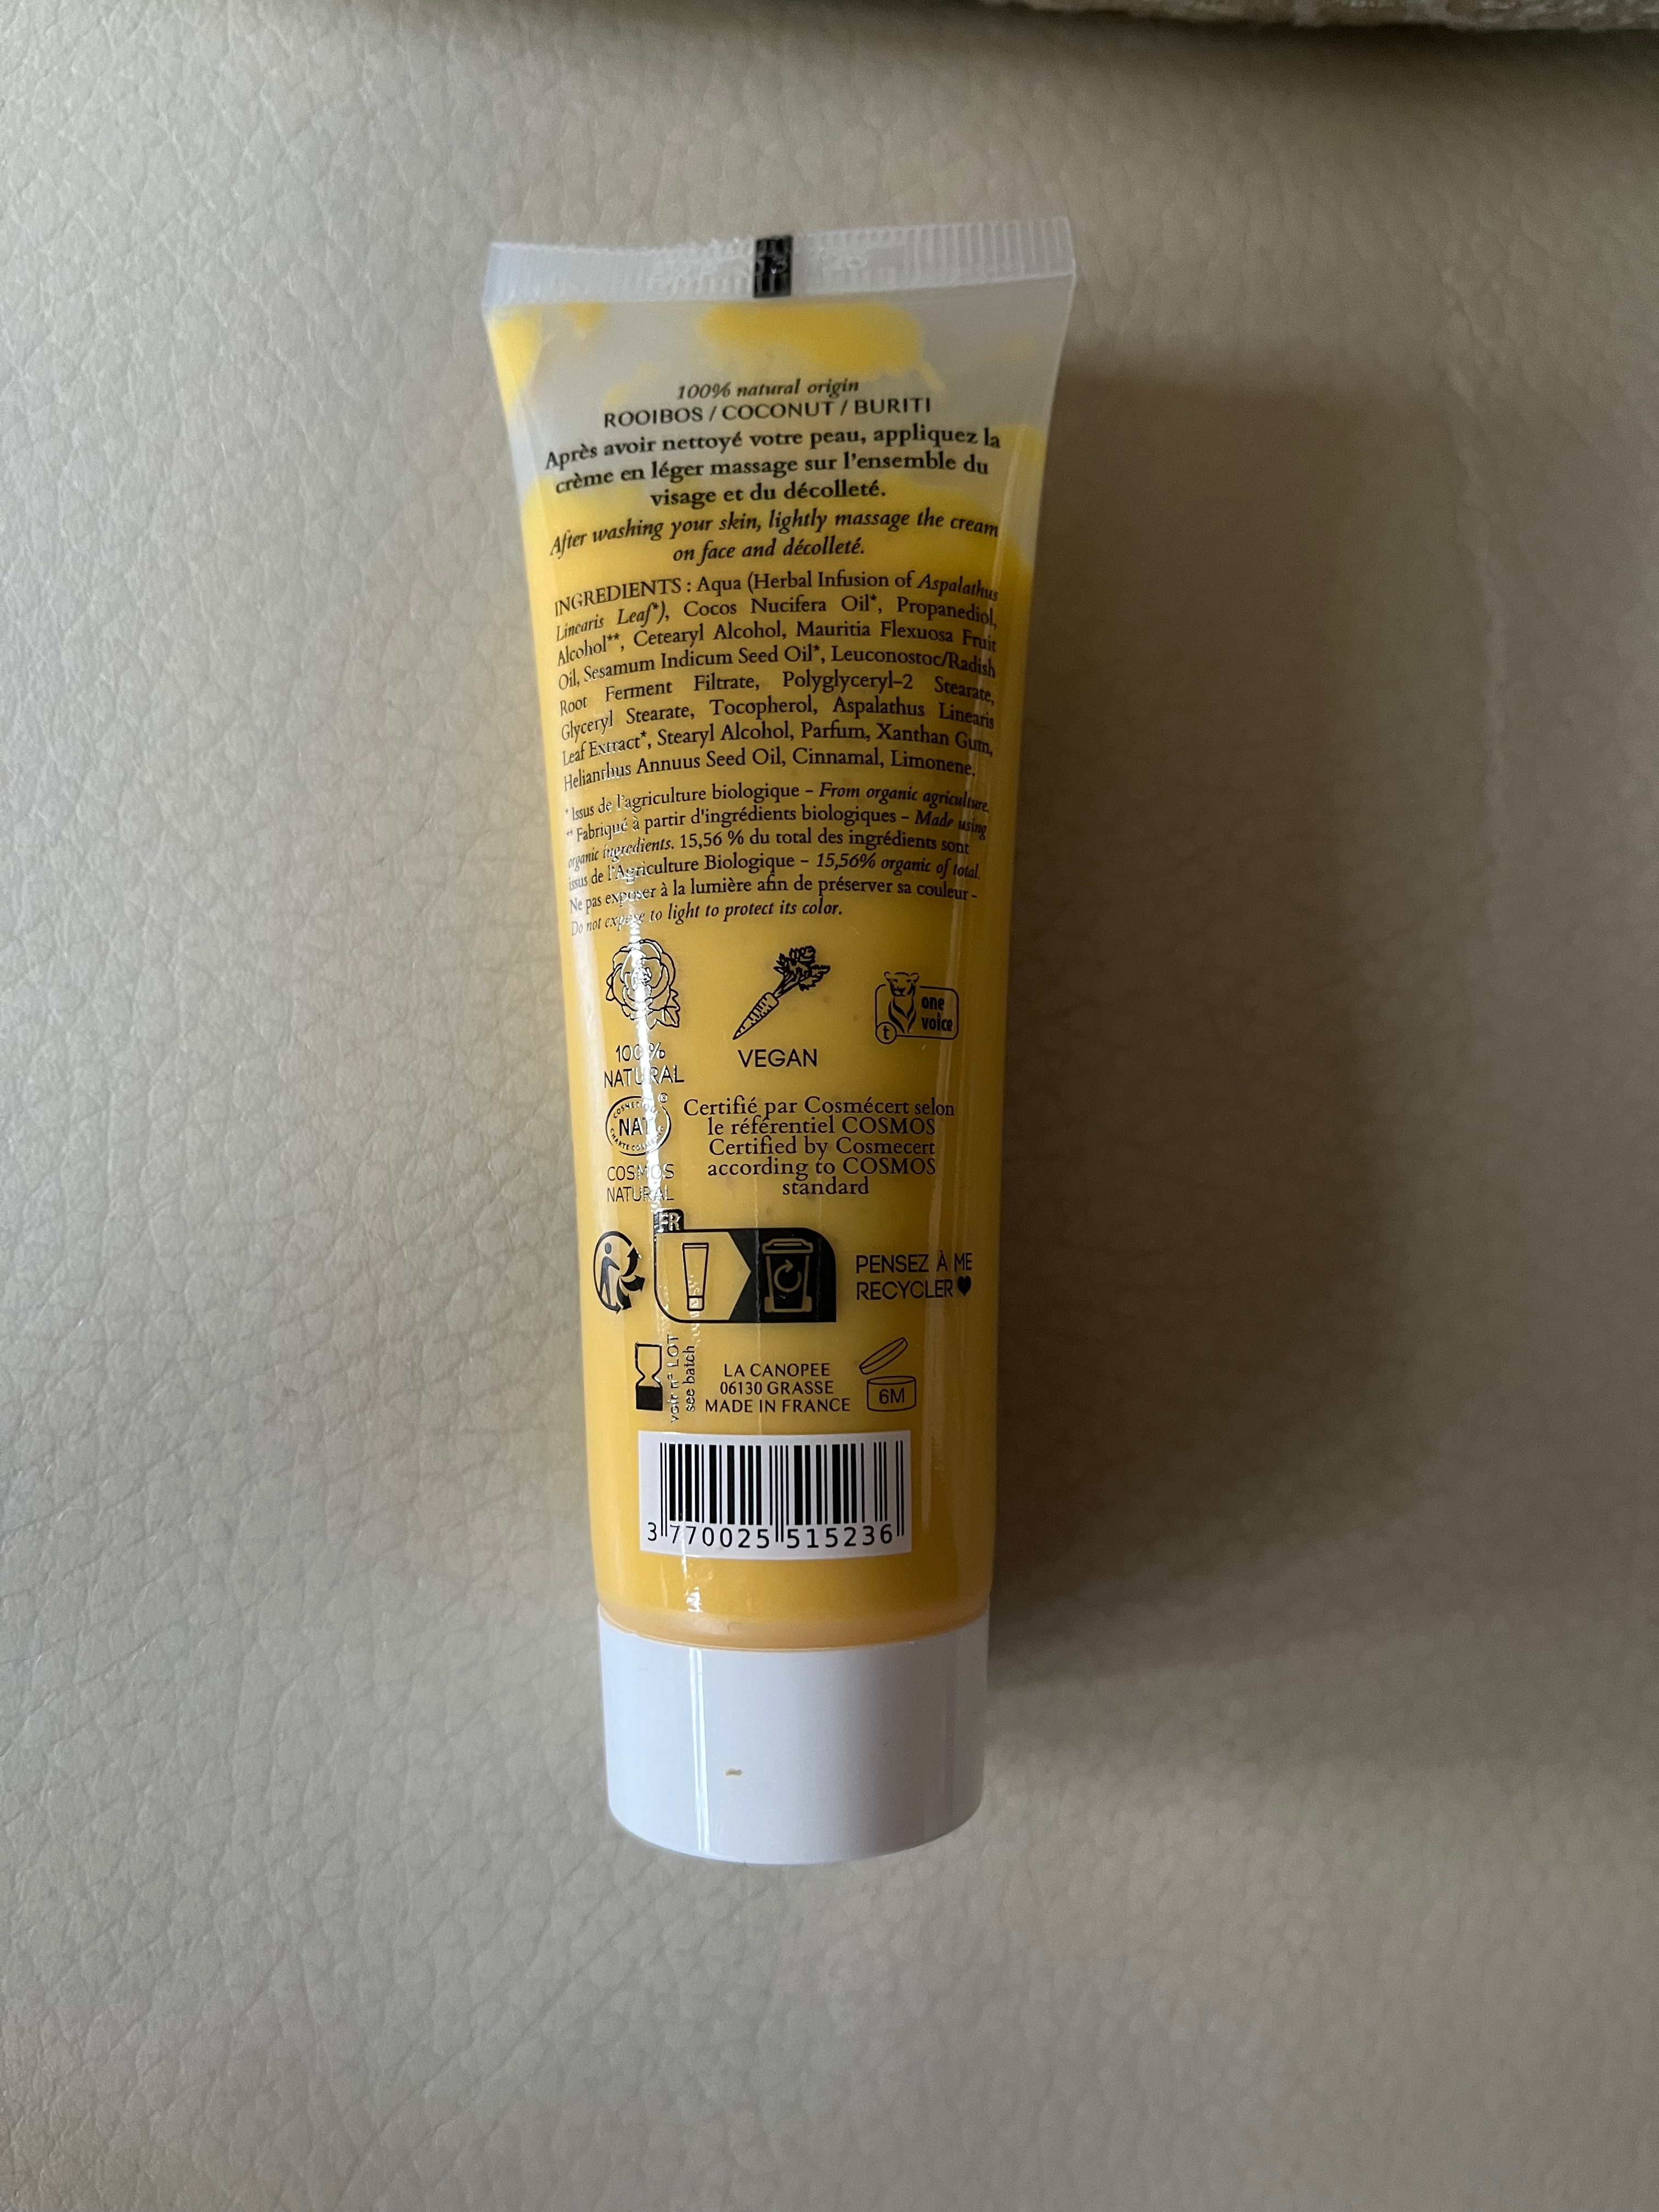 100% natural origin
ROOIBOS / COCONUT / BURITI
Après avoir nettoyé votre peau, appliquez la
crème en léger massage sur l'ensemble du
visage et du décolleté.
After washing your skin, lightly massage the cream
on face and décolleté.
INGREDIENTS : Aqua (Herbal Infusion of Aspalathus
Linearis Leaf*), Cocos Nucifera Oil*, Propanediol,
Alcohol**, Cetearyl Alcohol, Mauritia Flexuosa Fruit
Oil, Sesamum Indicum Seed Oil*, Leuconostoc/Radish
Root Ferment Filtrate, Polyglyceryl-2 Stearate,
Glyceryl Stearate, Tocopherol, Aspalathus Linearis
Leaf Extract*, Stearyl Alcohol, Parfum, Xanthan Gum,
Helianthus Annuus Seed Oil, Cinnamal, Limonene.
* Issus de l'agriculture biologique - From organic agriculture.
** Fabriqué à partir d'ingrédients biologiques - Made using
organic ingredients. 15,56 % du total des ingrédients sont
issus de l'Agriculture Biologique - 15,56% organic of total.
Ne pas exposer à la lumière afin de préserver sa couleur -
Do not expose to light to protect its color.
100%
NATURAL
VEGAN
one
voice
t
NAT
®
COSMOS
NATURAL
Certifié par Cosmécert selon
le référentiel COSMOS
Certified by Cosmecert
according to COSMOS
standard
FR
PENSEZ À ME
RECYCLER
voir n° LOT
see batch
LA CANOPEE
06130 GRASSE
MADE IN FRANCE
6M
3 770025 515236